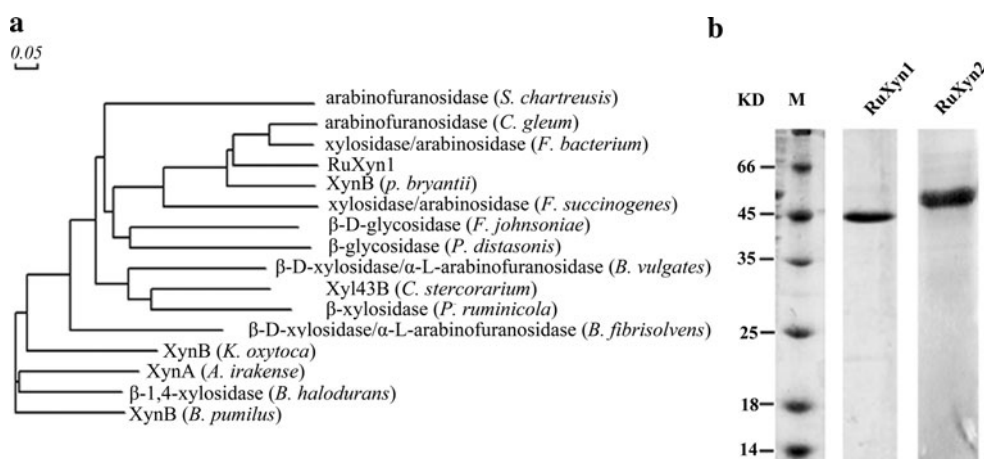 a
0.05
arabinofuranosidase (S. chartreusis)
arabinofuranosidase (C. gleum)
xylosidase/arabinosidase (F. bacterium)
RuXyn1
XynB (p. bryantii)
xylosidase/arabinosidase (F. succinogenes)
β-D-glycosidase (F. johnsoniae)
β-glycosidase (P. distasonis)
β-D-xylosidase/α-L-arabinofuranosidase (B. vulgates)
Xyl43B (C. stercorarium)
β-xylosidase (P. ruminicola)
β-D-xylosidase/α-L-arabinofuranosidase (B. fibrisolvens)
XynB (K. oxytoca)
XynA (A. irakense)
β-1,4-xylosidase (B. halodurans)
XynB (B. pumilus)
b
KD M RuXyn1 RuXyn2
66
45
35
25
18
14